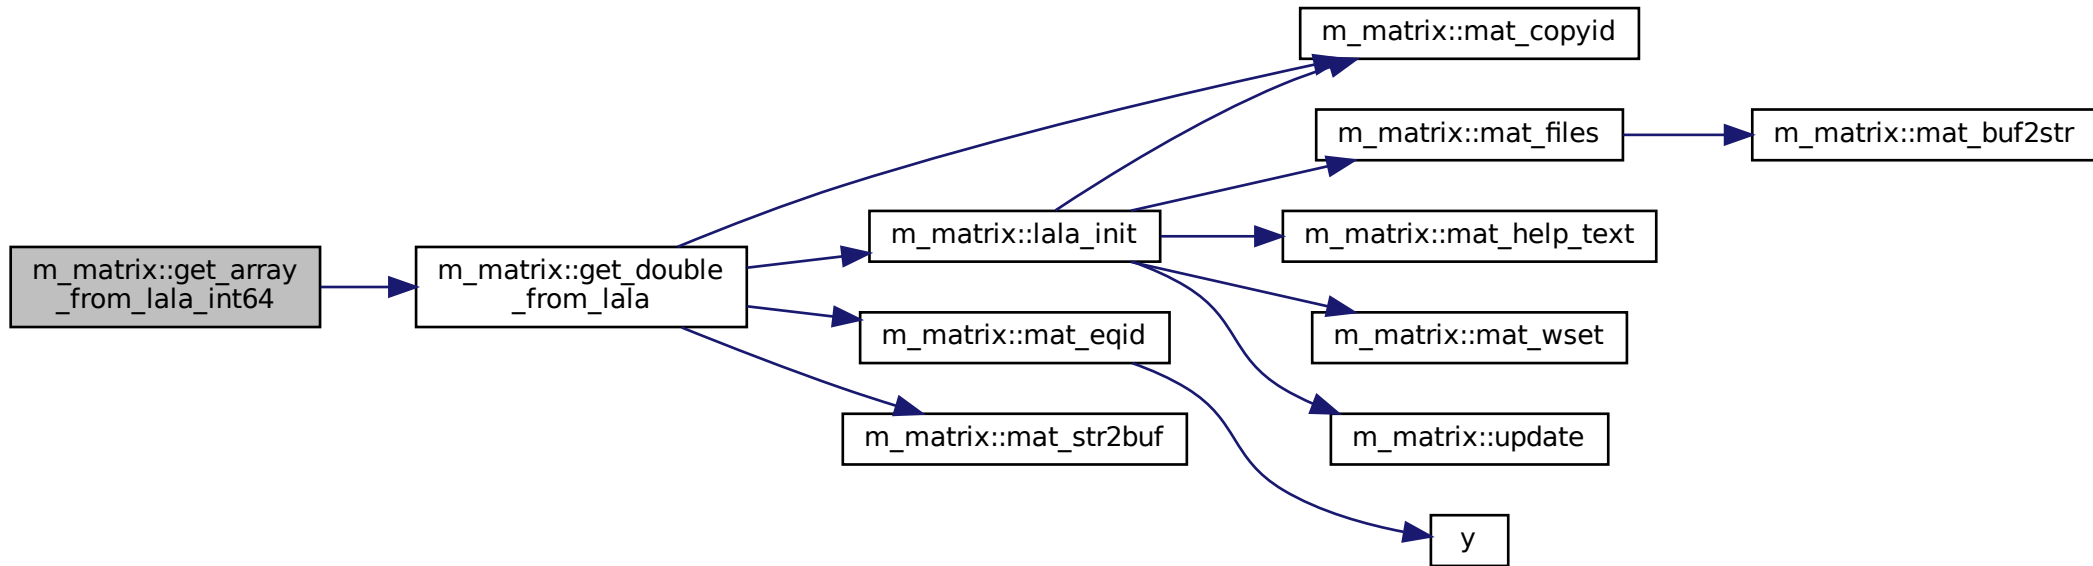 m_matrix::get_array
_from_lala_int64
m_matrix::get_double
_from_lala
m_matrix::mat_copyid
m_matrix::lala_init
m_matrix::mat_files
m_matrix::mat_buf2str
m_matrix::mat_help_text
m_matrix::mat_wset
m_matrix::update
m_matrix::mat_eqid
y
m_matrix::mat_str2buf